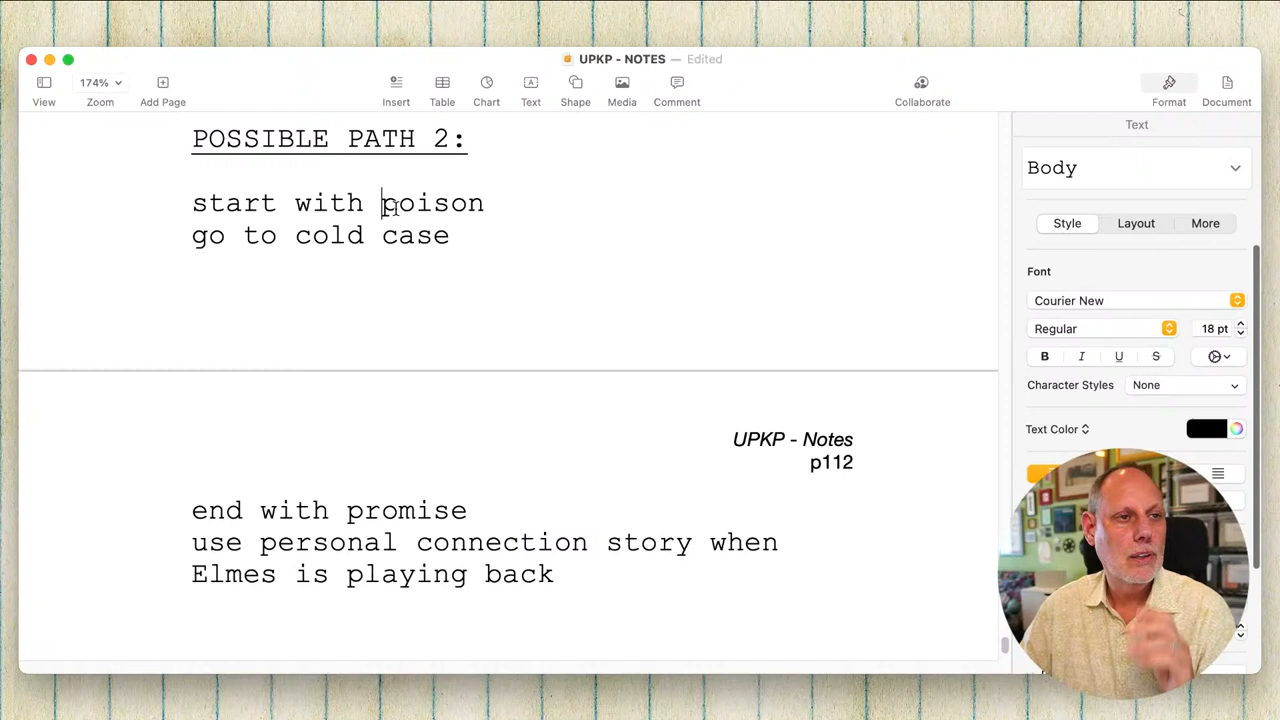 UPKP - NOTES — Edited
View
174%
Zoom
Add Page
Insert
Table
Chart
Text
Shape
Media
Comment
Collaborate
Format
Document
POSSIBLE PATH 2:
start with poison
go to cold case
UPKP - Notes
p112
end with promise
use personal connection story when
Elmes is playing back
Text
Body
Style
Layout
More
Font
Courier New
Regular
18 pt
B I U S
Character Styles
None
Text Color